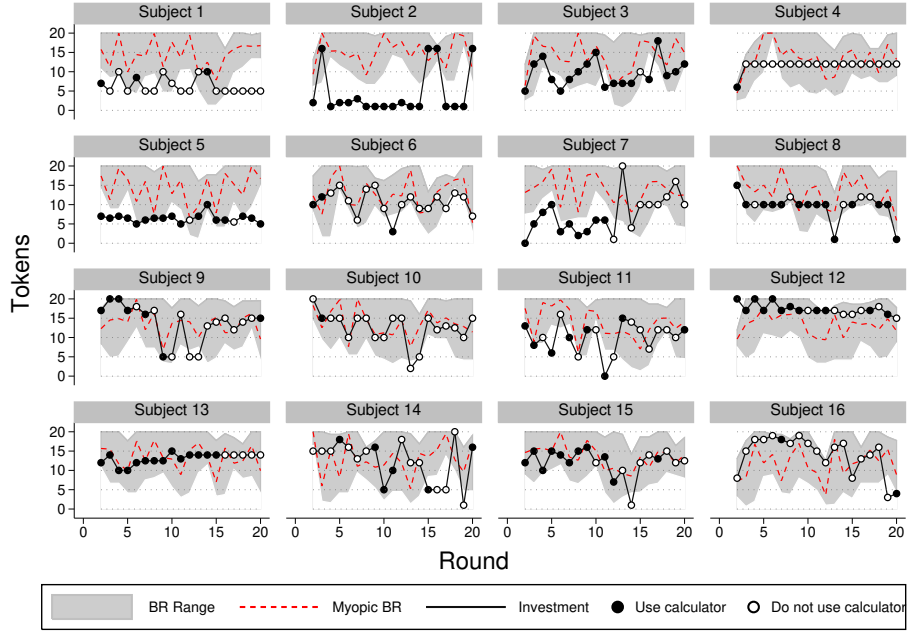 Subject 1 Subject 2 Subject 3 Subject 4
20
15
10
5
0
Subject 5 Subject 6 Subject 7 Subject 8
20
15
10
5
0
Subject 9 Subject 10 Subject 11 Subject 12
20
15
10
5
0
Subject 13 Subject 14 Subject 15 Subject 16
20
15
10
5
0
0 5 10 15 20 0 5 10 15 20 0 5 10 15 20 0 5 10 15 20
Tokens
Round
BR Range Myopic BR Investment Use calculator Do not use calculator